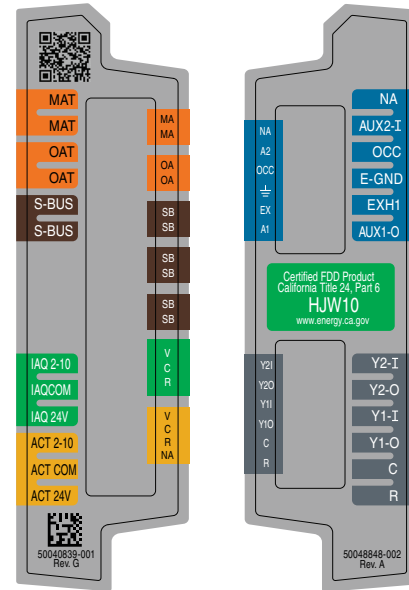 MAT
MAT
OAT
OAT
S-BUS
S-BUS
IAQ 2-10
IAQCOM
IAQ 24V
ACT 2-10
ACT COM
ACT 24V
MA
MA
OA
OA
SB
SB
SB
SB
SB
SB
V
C
R
V
C
R
NA
50040839-001
Rev. G
NA
A2
OCC
EX
A1
NA
AUX2-I
OCC
E-GND
EXH1
AUX1-O
Certified FDD Product
California Title 24, Part 6
HJW10
www.energy.ca.gov
Y2I
Y2O
Y1I
Y1O
C
R
Y2-I
Y2-O
Y1-I
Y1-O
C
R
50048848-002
Rev. A